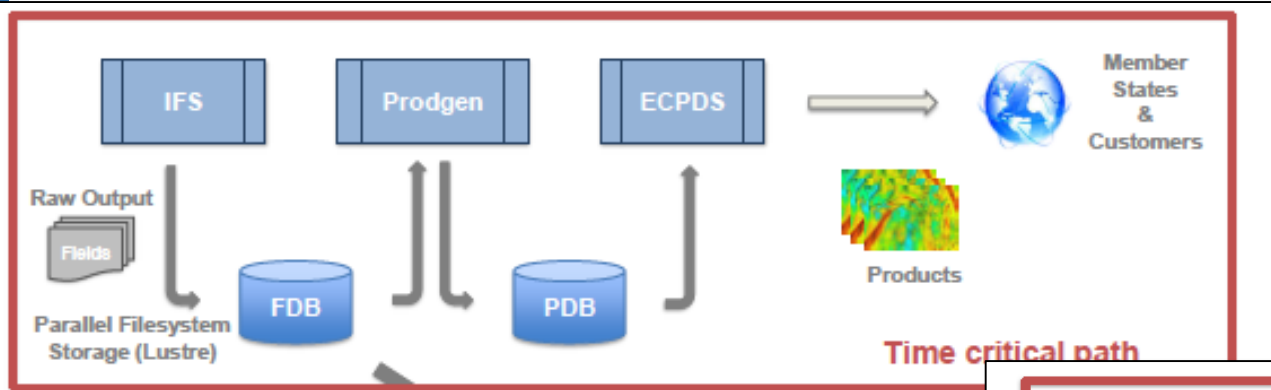 IFS
Prodgen
ECPDS
Member
States
&
Customers
Raw Output
Fields
FDB
PDB
Products
Parallel Filesystem
Storage (Lustre)
Time critical path